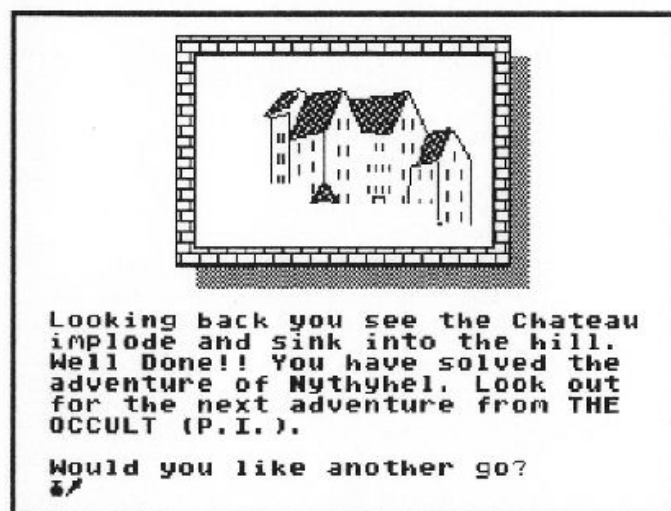 Looking back you see the Chateau
implode and sink into the hill.
Well Done!! You have solved the
adventure of Nythyhel. Look out
for the next adventure from THE
OCCULT (P.I.).
Would you like another go?